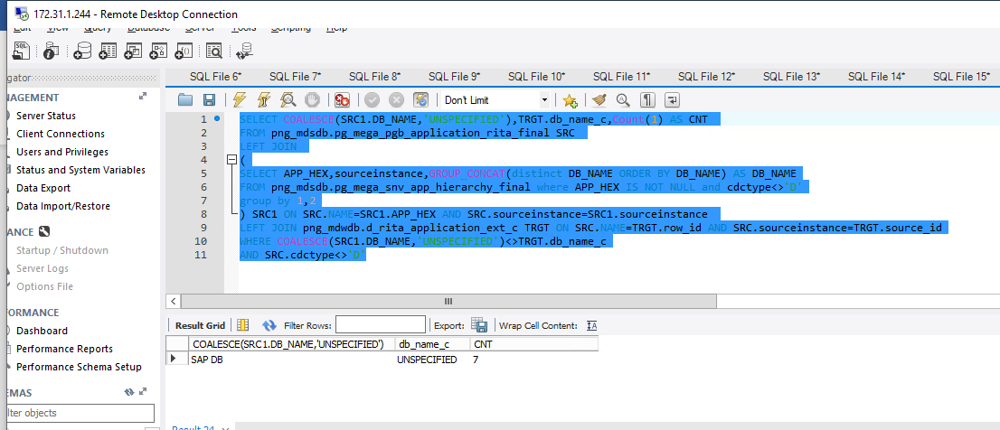 172.31.1.244 - Remote Desktop Connection
Edit View Query Database Server Tools Scripting Help
gator
SQL File 6* SQL File 7* SQL File 8* SQL File 9* SQL File 10* SQL File 11* SQL File 12* SQL File 13* SQL File 14* SQL File 15*
NAGEMENT
Server Status
Client Connections
Users and Privileges
Status and System Variables
Data Export
Data Import/Restore
ANCE
Startup / Shutdown
Server Logs
Options File
FORMANCE
Dashboard
Performance Reports
Performance Schema Setup
EMAS
lter objects
Don't Limit
1 SELECT COALESCE(SRC1.DB_NAME,'UNSPECIFIED'),TRGT.db_name_c,Count(1) AS CNT
2 FROM png_mdsdb.pg_mega_pgb_application_rita_final SRC
3 LEFT JOIN
4 (
5 SELECT APP_HEX,sourceinstance,GROUP_CONCAT(distinct DB_NAME ORDER BY DB_NAME) AS DB_NAME
6 FROM png_mdsdb.pg_mega_snv_app_hierarchy_final where APP_HEX IS NOT NULL and cdctype<>'D'
7 group by 1,2
8 ) SRC1 ON SRC.NAME=SRC1.APP_HEX AND SRC.sourceinstance=SRC1.sourceinstance
9 LEFT JOIN png_mdwdb.d_rita_application_ext_c TRGT ON SRC.NAME=TRGT.row_id AND SRC.sourceinstance=TRGT.source_id
10 WHERE COALESCE(SRC1.DB_NAME,'UNSPECIFIED')<>TRGT.db_name_c
11 AND SRC.cdctype<>'D'
Result Grid Filter Rows: Export: Wrap Cell Content:
COALESCE(SRC1.DB_NAME,'UNSPECIFIED') db_name_c CNT
SAP DB UNSPECIFIED 7
Result 24